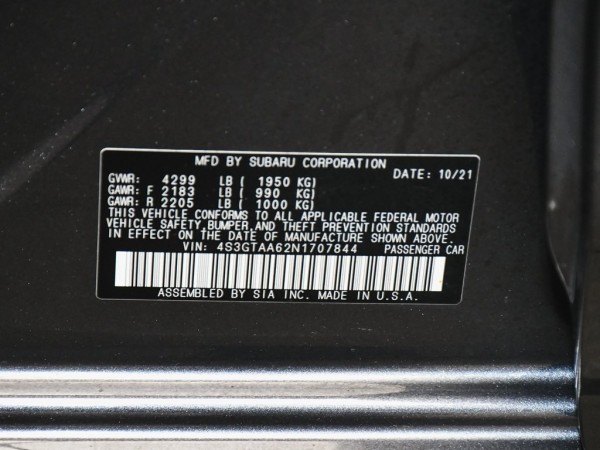 MFD BY SUBARU CORPORATION
DATE: 10/21
GVWR: 4299 LB ( 1950 KG)
GAWR: F 2183 LB ( 990 KG)
GAWR: R 2205 LB ( 1000 KG)
THIS VEHICLE CONFORMS TO ALL APPLICABLE FEDERAL MOTOR
VEHICLE SAFETY,BUMPER,AND THEFT PREVENTION STANDARDS
IN EFFECT ON THE DATE OF MANUFACTURE SHOWN ABOVE.
VIN: 4S3GTAA62N1707844 PASSENGER CAR
ASSEMBLED BY SIA INC. MADE IN U.S.A.